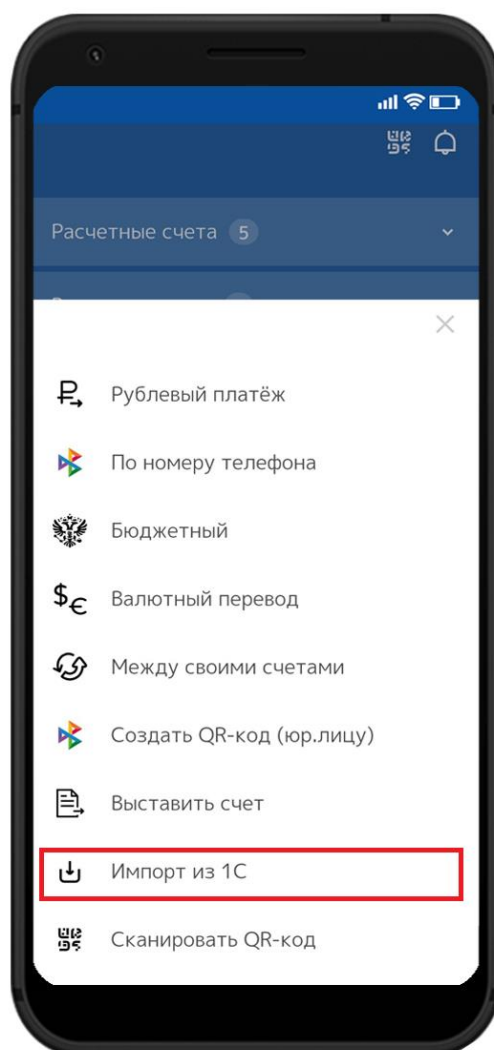 Расчетные счета 5
Рублевый платёж
По номеру телефона
Бюджетный
$€ Валютный перевод
Между своими счетами
Создать QR-код (юр.лицу)
Выставить счет
Импорт из 1С
Сканировать QR-код